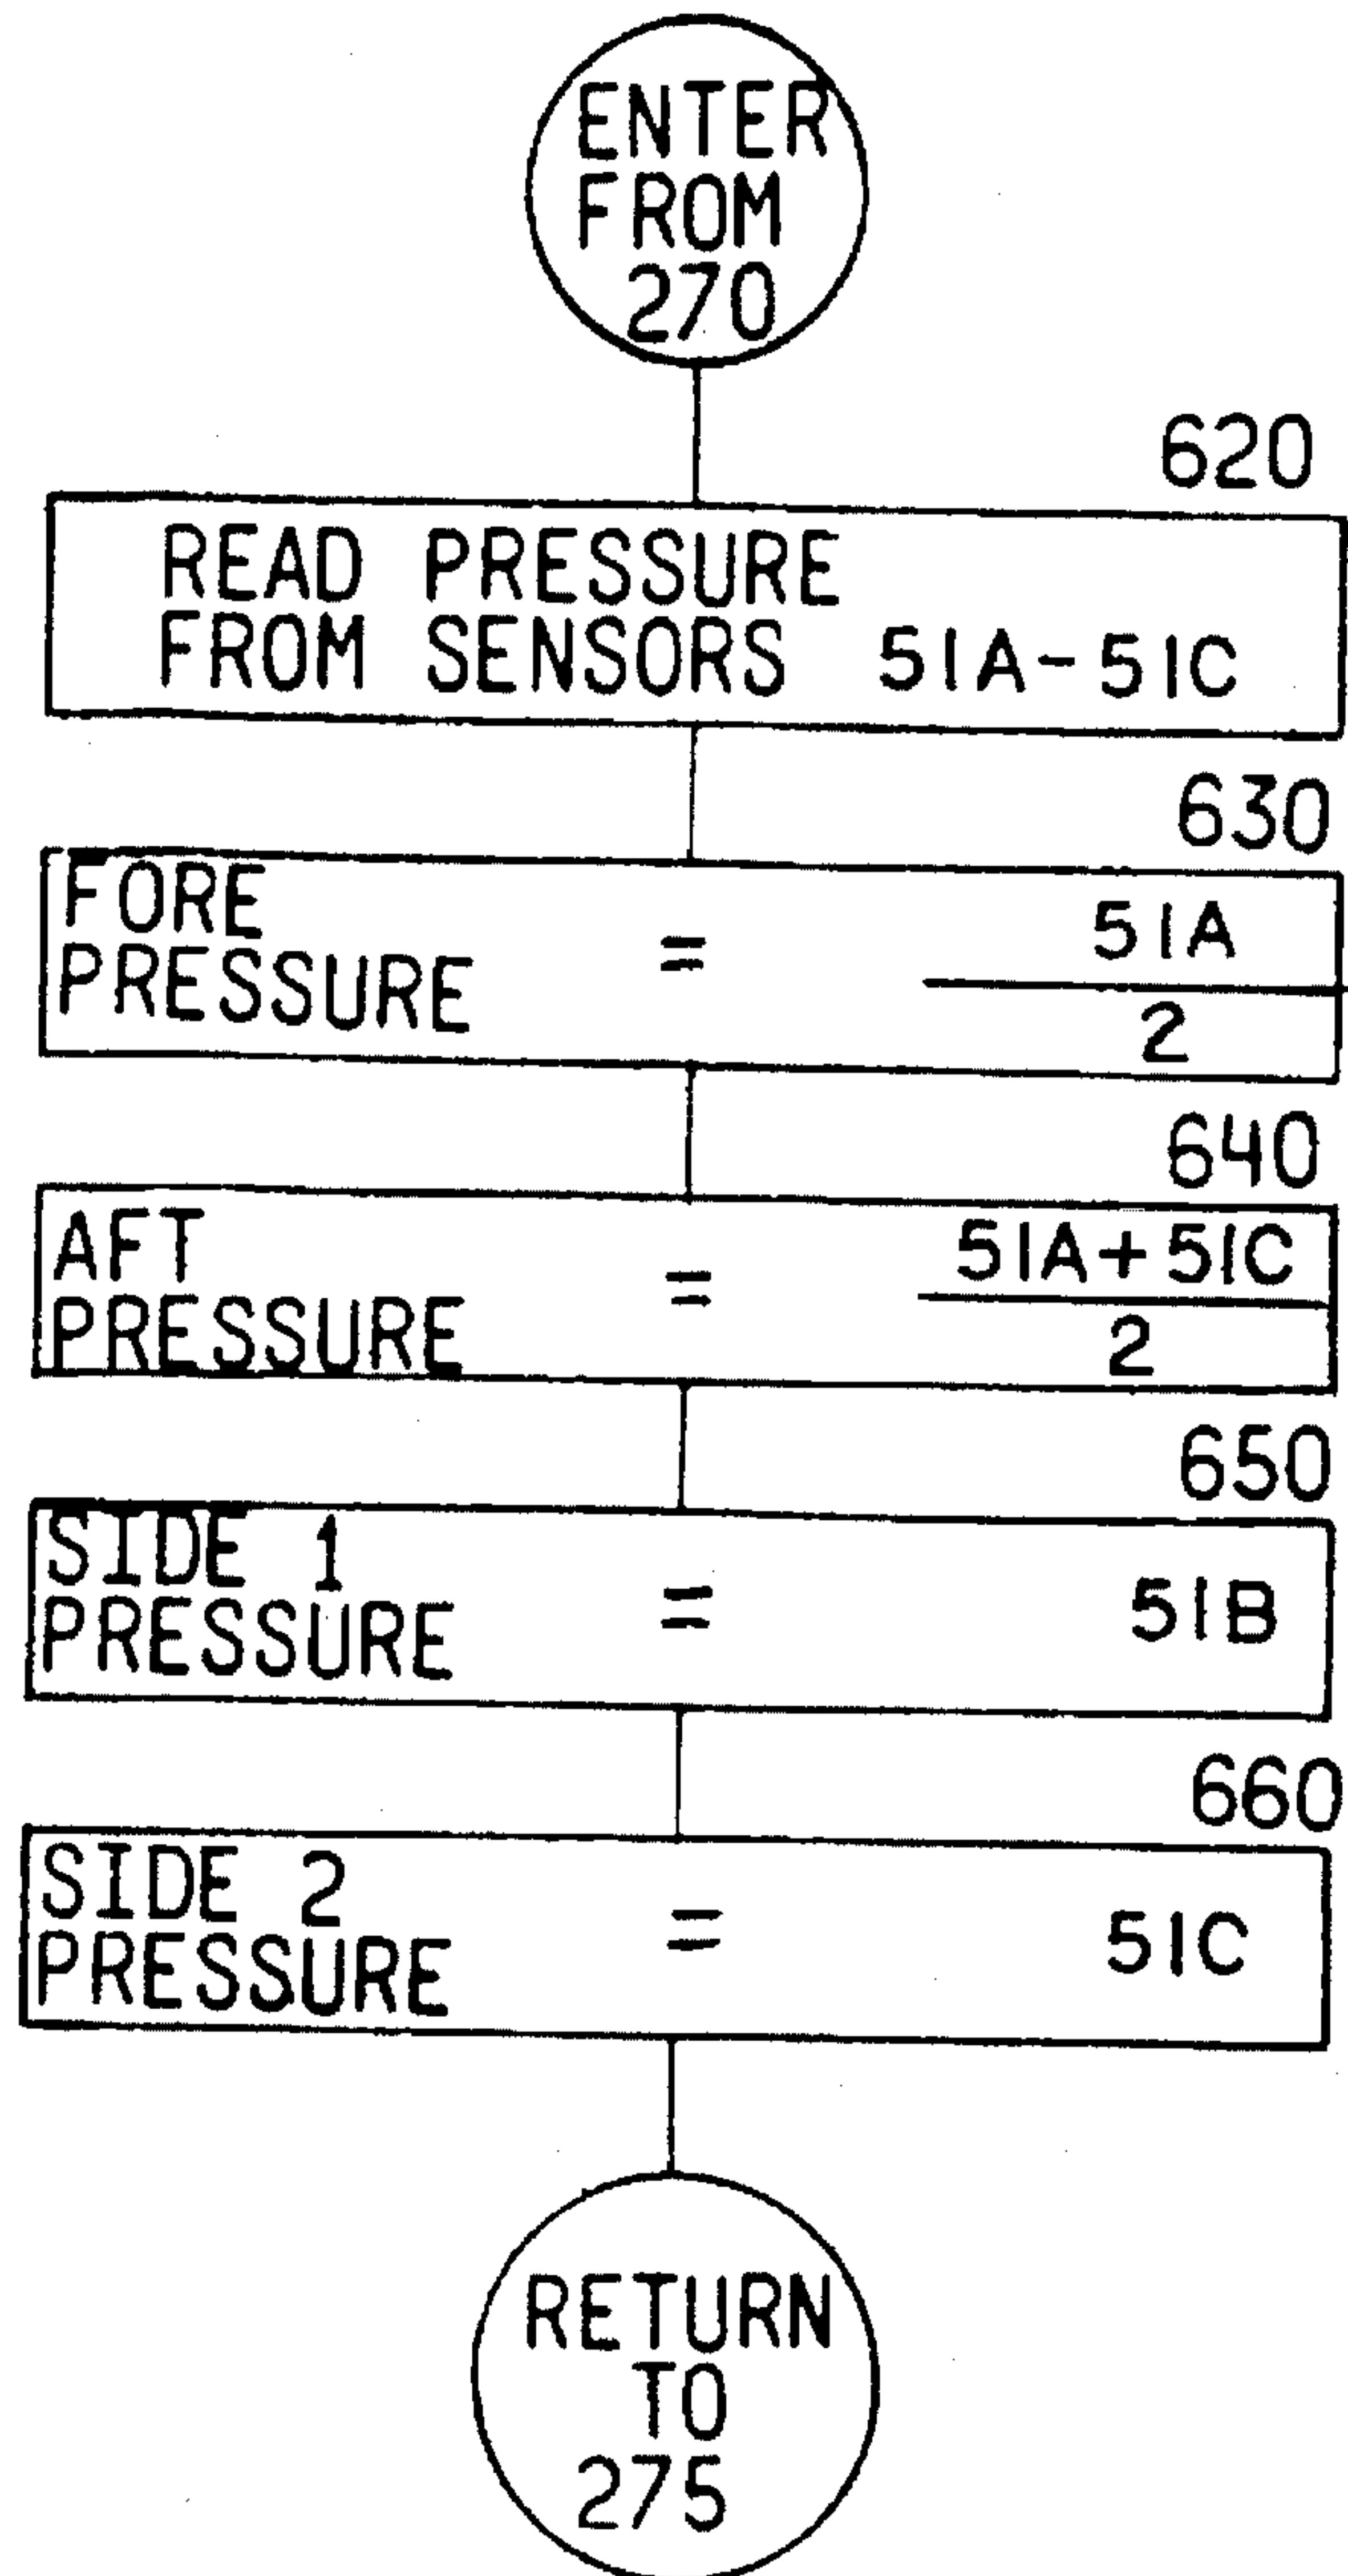 ENTER
FROM
270
620
READ PRESSURE
FROM SENSORS 51A-51C
630
FORE
PRESSURE = 51A
2
640
AFT
PRESSURE = 51A+51C
2
650
SIDE 1
PRESSURE = 51B
660
SIDE 2
PRESSURE = 51C
RETURN
TO
275